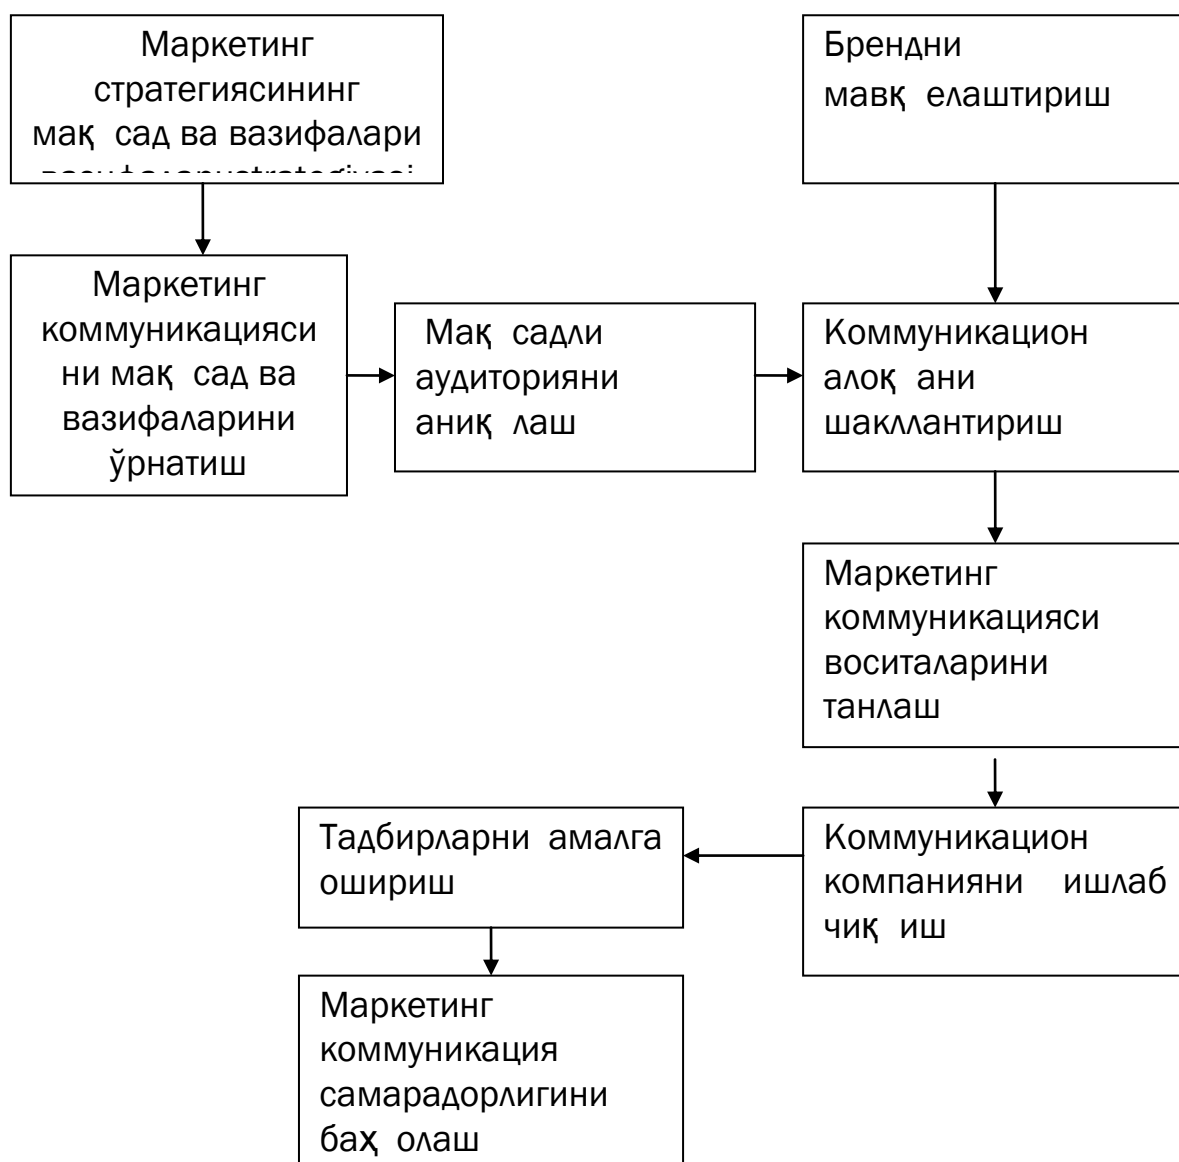 Маркетинг
стратегиясининг
мақ сад ва вазифалари
Брендни
мавқ елаштириш
Маркетинг
коммуникацияси
ни мақ сад ва
вазифаларини
ўрнатиш
Мақ садли
аудиторияни
аниқ лаш
Коммуникацион
алоқ ани
шакллантириш
Маркетинг
коммуникацияси
воситаларини
танлаш
Тадбирларни амалга
ошириш
Коммуникацион
компанияни ишлаб
чиқ иш
Маркетинг
коммуникация
самарадорлигини
баҳ олаш